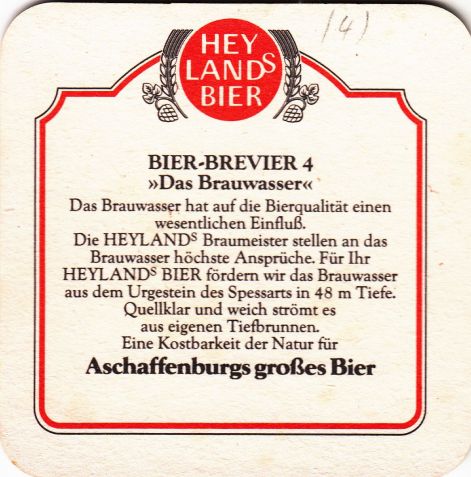 (4)
HEY
LANDS
BIER
BIER-BREVIER 4
»Das Brauwasser«
Das Brauwasser hat auf die Bierqualität einen
wesentlichen Einfluß.
Die HEYLANDS Braumeister stellen an das
Brauwasser höchste Ansprüche. Für Ihr
HEYLANDS BIER fördern wir das Brauwasser
aus dem Urgestein des Spessarts in 48 m Tiefe.
Quellklar und weich strömt es
aus eigenen Tiefbrunnen.
Eine Kostbarkeit der Natur für
Aschaffenburgs großes Bier